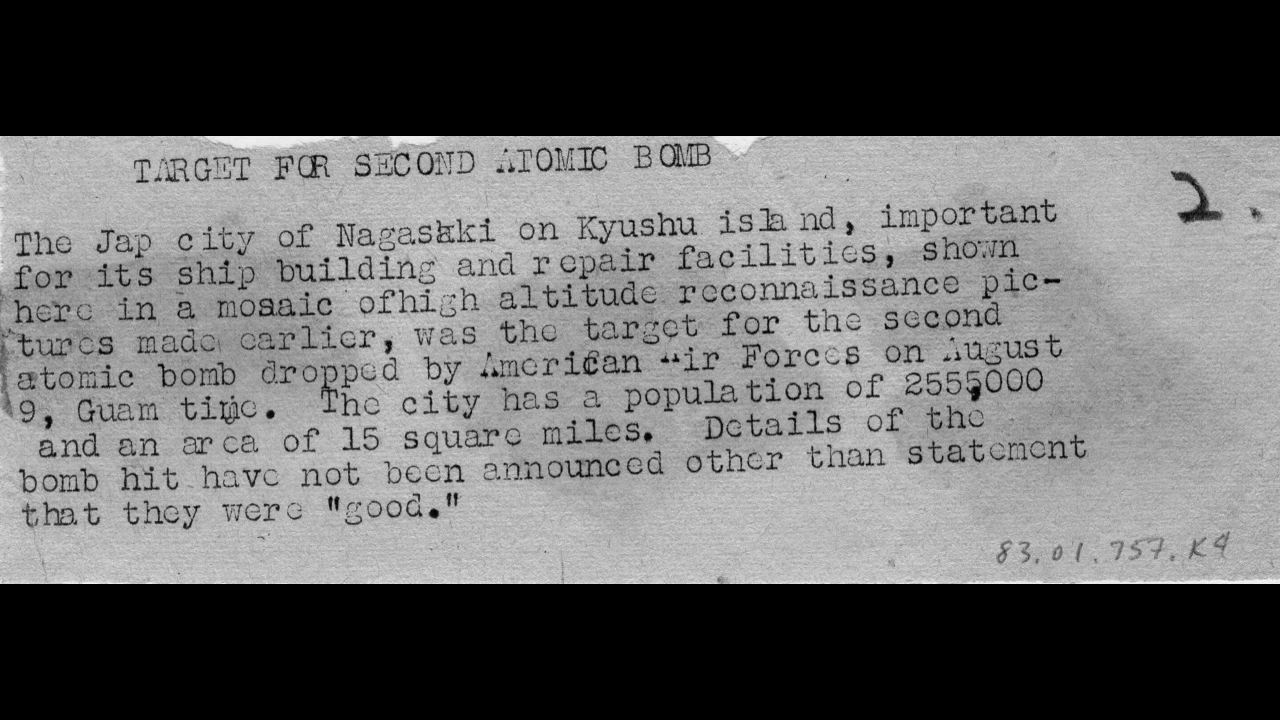 TARGET FOR SECOND ATOMIC BOMB
2.
The Jap city of Nagasaki on Kyushu island, important
for its ship building and repair facilities, shown
here in a mosaic ofhigh altitude reconnaissance pic-
tures made earlier, was the target for the second
atomic bomb dropped by American Air Forces on August
9, Guam time. The city has a population of 2555,000
and an area of 15 square miles. Details of the
bomb hit have not been announced other than statement
that they were "good."
83.01.757.K4